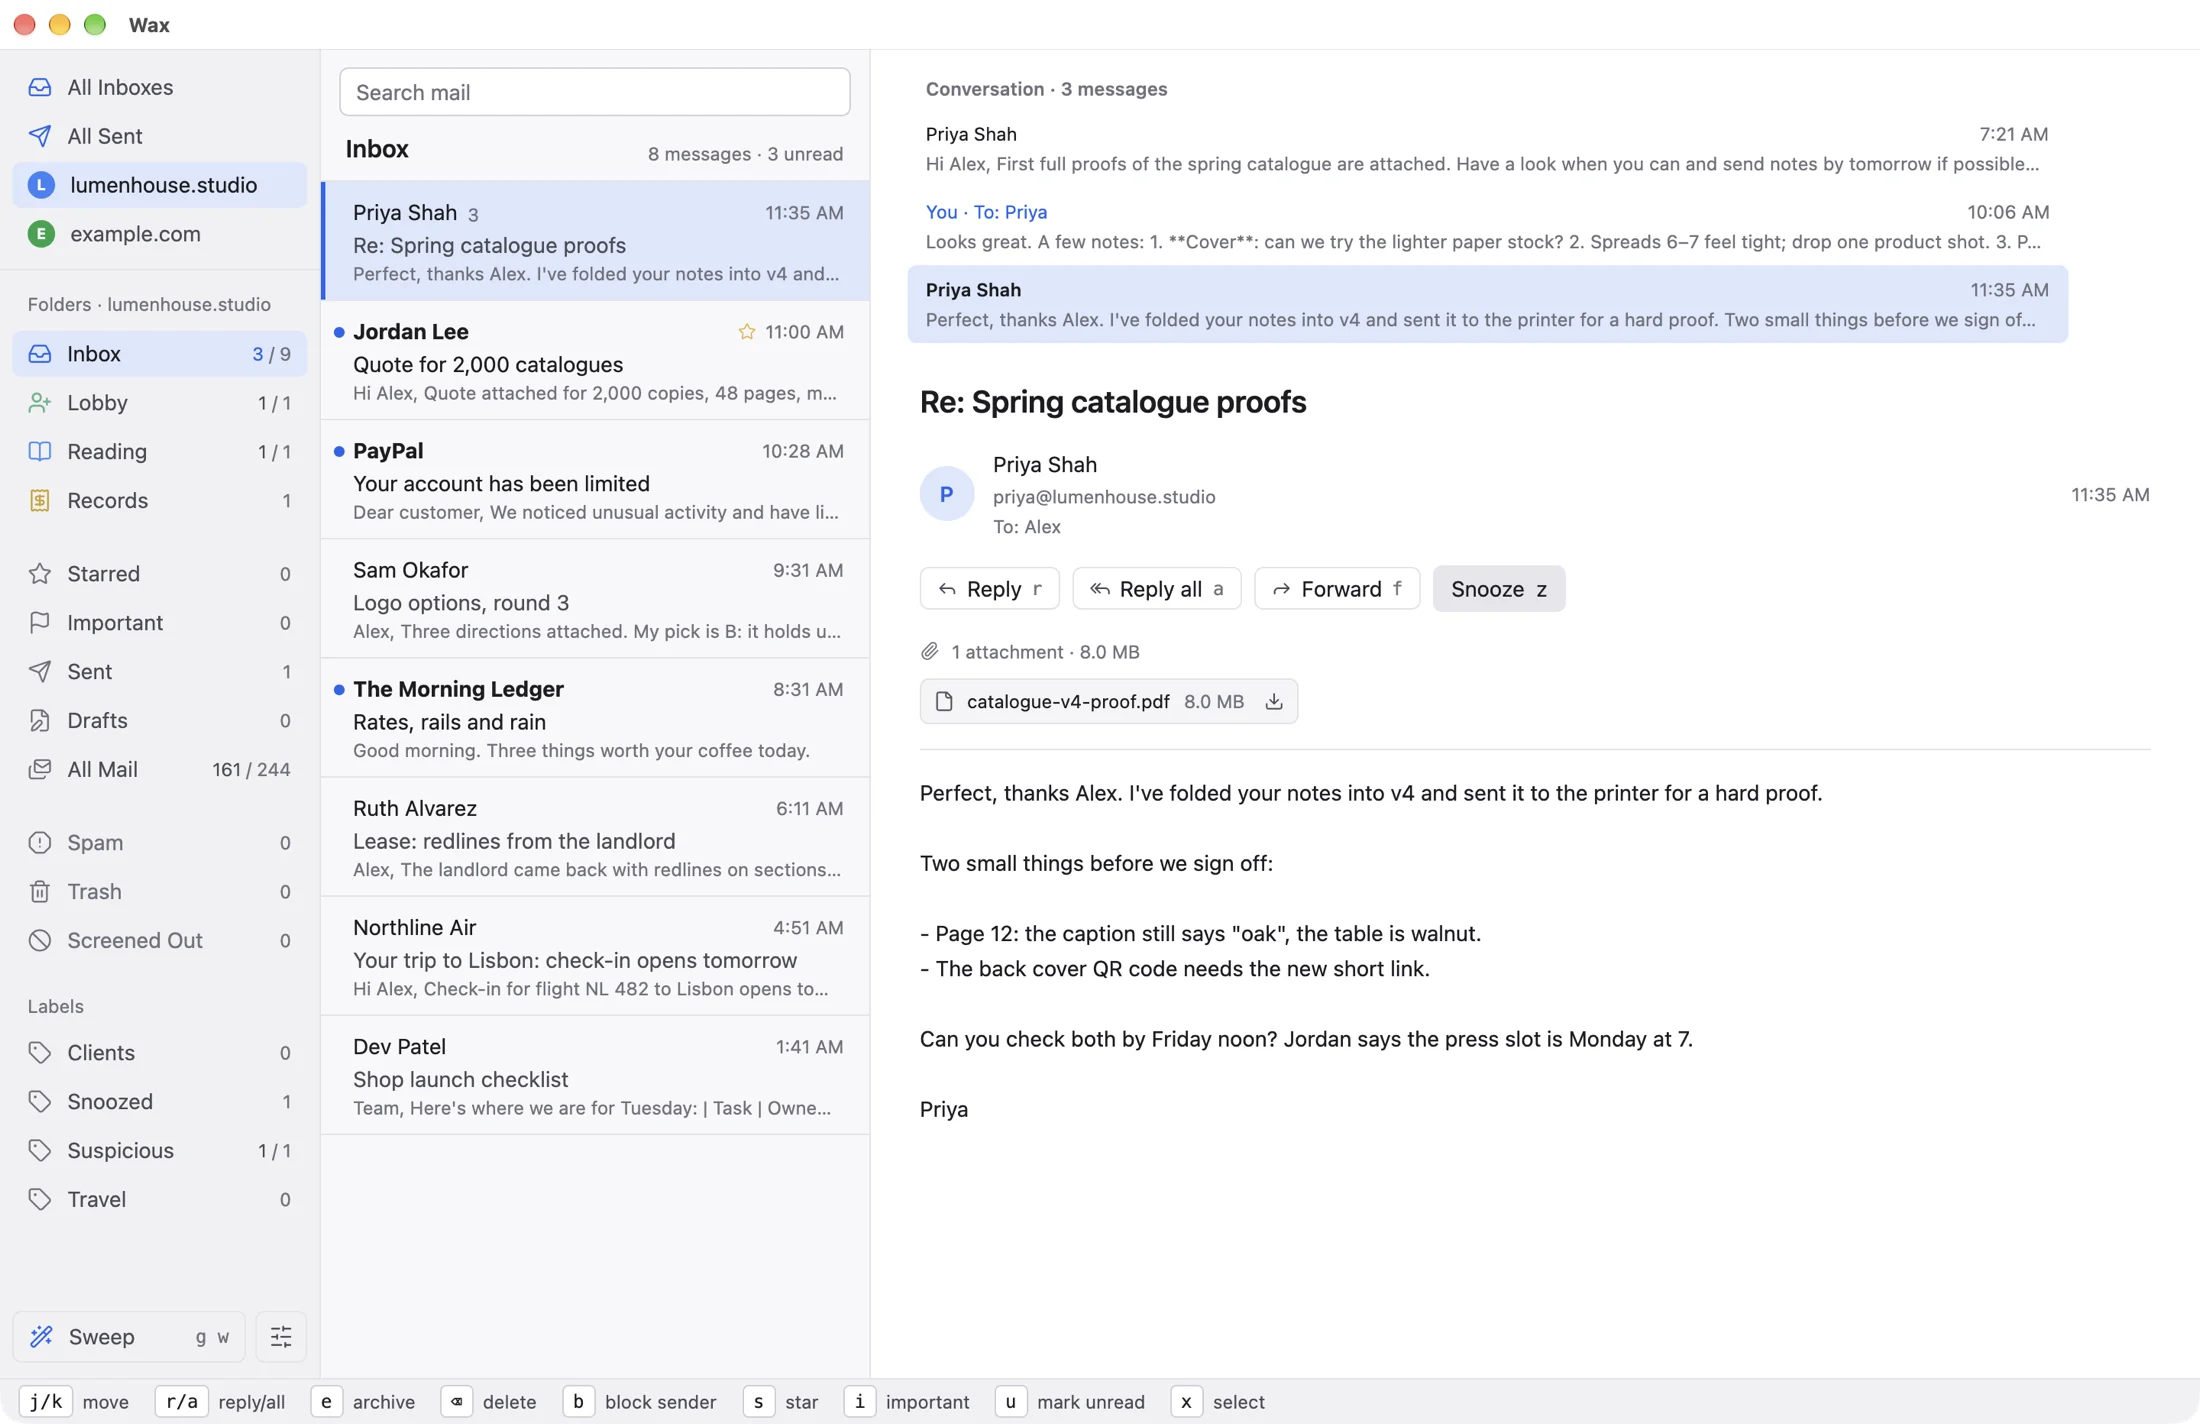 Wax
All Inboxes
All Sent
L lumenhouse.studio
E example.com
Folders · lumenhouse.studio
Inbox 3 / 9
Lobby 1 / 1
Reading 1 / 1
Records 1
Starred 0
Important 0
Sent 1
Drafts 0
All Mail 161 / 244
Spam 0
Trash 0
Screened Out 0
Labels
Clients 0
Snoozed 1
Suspicious 1 / 1
Travel 0
Sweep g w
Search mail
Inbox 8 messages · 3 unread
Priya Shah 3 11:35 AM
Re: Spring catalogue proofs
Perfect, thanks Alex. I've folded your notes into v4 and...
Jordan Lee 11:00 AM
Quote for 2,000 catalogues
Hi Alex, Quote attached for 2,000 copies, 48 pages, m...
PayPal 10:28 AM
Your account has been limited
Dear customer, We noticed unusual activity and have li...
Sam Okafor 9:31 AM
Logo options, round 3
Alex, Three directions attached. My pick is B: it holds u...
The Morning Ledger 8:31 AM
Rates, rails and rain
Good morning. Three things worth your coffee today.
Ruth Alvarez 6:11 AM
Lease: redlines from the landlord
Alex, The landlord came back with redlines on sections...
Northline Air 4:51 AM
Your trip to Lisbon: check-in opens tomorrow
Hi Alex, Check-in for flight NL 482 to Lisbon opens to...
Dev Patel 1:41 AM
Shop launch checklist
Team, Here's where we are for Tuesday: | Task | Owne...
Conversation · 3 messages
Priya Shah 7:21 AM
Hi Alex, First full proofs of the spring catalogue are attached. Have a look when you can and send notes by tomorrow if possible...
You · To: Priya 10:06 AM
Looks great. A few notes: 1. **Cover**: can we try the lighter paper stock? 2. Spreads 6–7 feel tight; drop one product shot. 3. P...
Priya Shah 11:35 AM
Perfect, thanks Alex. I've folded your notes into v4 and sent it to the printer for a hard proof. Two small things before we sign of...
Re: Spring catalogue proofs
P
Priya Shah
priya@lumenhouse.studio
To: Alex
11:35 AM
Reply r Reply all a Forward f Snooze z
1 attachment · 8.0 MB
catalogue-v4-proof.pdf 8.0 MB
Perfect, thanks Alex. I've folded your notes into v4 and sent it to the printer for a hard proof.
Two small things before we sign off:
- Page 12: the caption still says "oak", the table is walnut.
- The back cover QR code needs the new short link.
Can you check both by Friday noon? Jordan says the press slot is Monday at 7.
Priya
j/k move r/a reply/all e archive ⌫ delete b block sender s star i important u mark unread x select